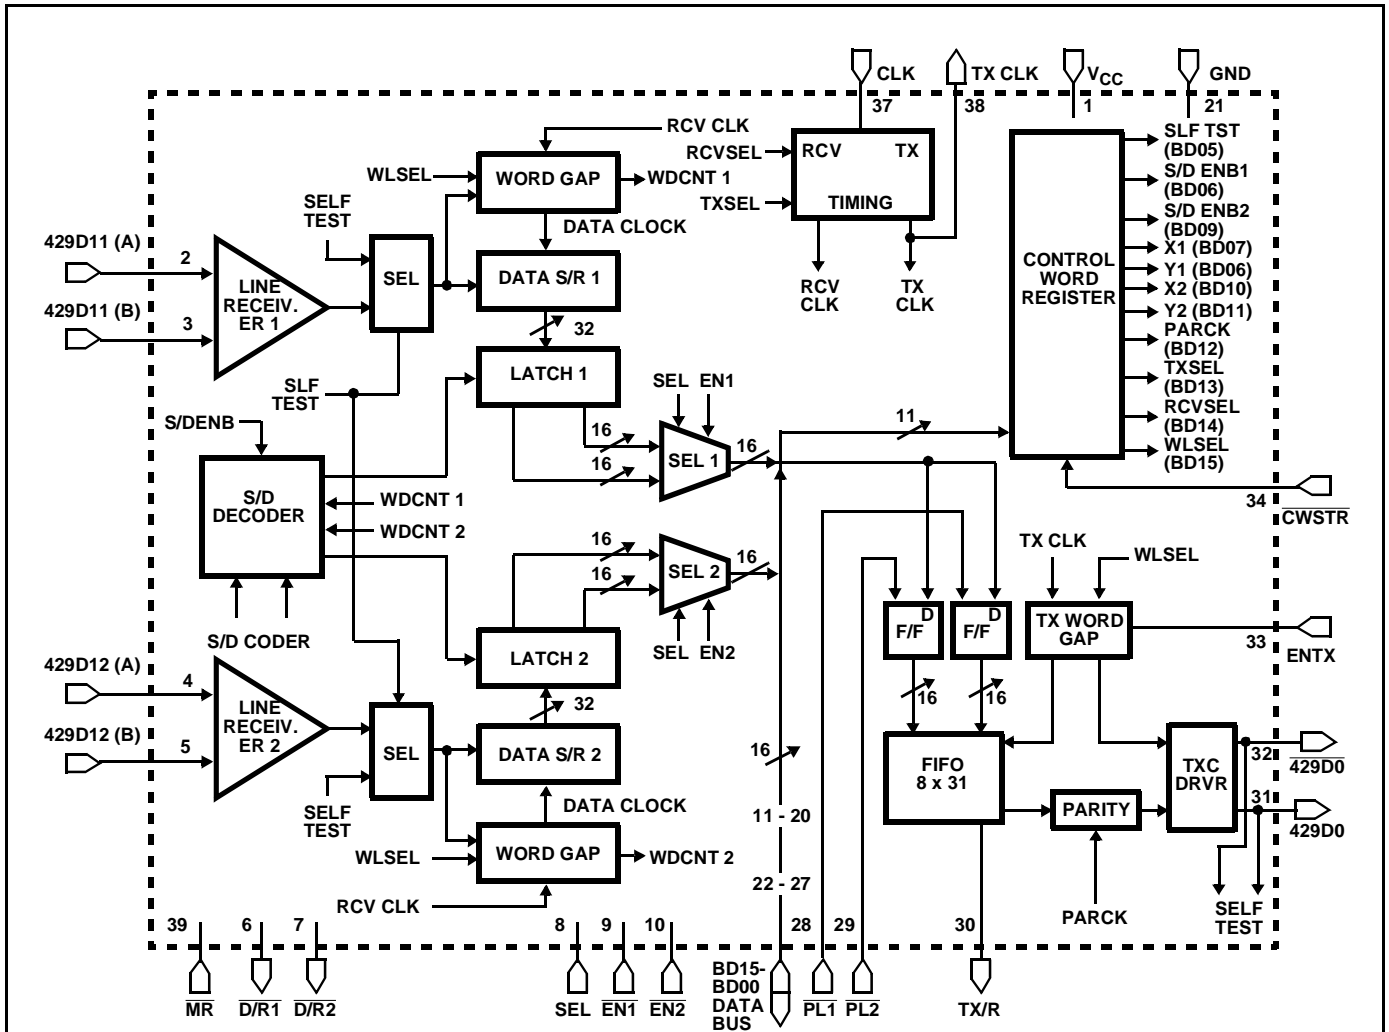 CLK
TX CLK
VCC
GND
37
38
1
21
RCV CLK
RCVSEL
TXSEL
RCV
TX
TIMING
RCV
CLK
TX
CLK
WLSEL
WORD GAP
WDCNT 1
DATA CLOCK
SELF
TEST
429D11 (A)
2
429D11 (B)
3
LINE
RECEIV.
ER 1
SEL
DATA S/R 1
32
LATCH 1
SLF
TEST
S/DENB
S/D
DECODER
WDCNT 1
WDCNT 2
S/D CODER
SEL
EN1
16
16
SEL 1
16
11
CONTROL
WORD
REGISTER
SLF TST
(BD05)
S/D ENB1
(BD06)
S/D ENB2
(BD09)
X1 (BD07)
Y1 (BD06)
X2 (BD10)
Y2 (BD11)
PARCK
(BD12)
TXSEL
(BD13)
RCVSEL
(BD14)
WLSEL
(BD15)
34
CWSTR
16
16
SEL 2
16
SEL
EN2
TX CLK
WLSEL
D
F/F
D
F/F
TX WORD
GAP
33
ENTX
16
16
429D12 (A)
4
429D12 (B)
5
LINE
RECEIV.
ER 2
SEL
SELF
TEST
LATCH 2
32
DATA S/R 2
DATA CLOCK
WLSEL
WORD GAP
WDCNT 2
RCV CLK
16
11 - 20
22 - 27
FIFO
8 x 31
PARITY
PARCK
TXC
DRVR
32
429D0
31
429D0
SELF
TEST
39
6
7
8
9
10
28
29
30
MR
D/R1
D/R2
SEL
EN1
EN2
BD15-
BD00
DATA
BUS
PL1
PL2
TX/R